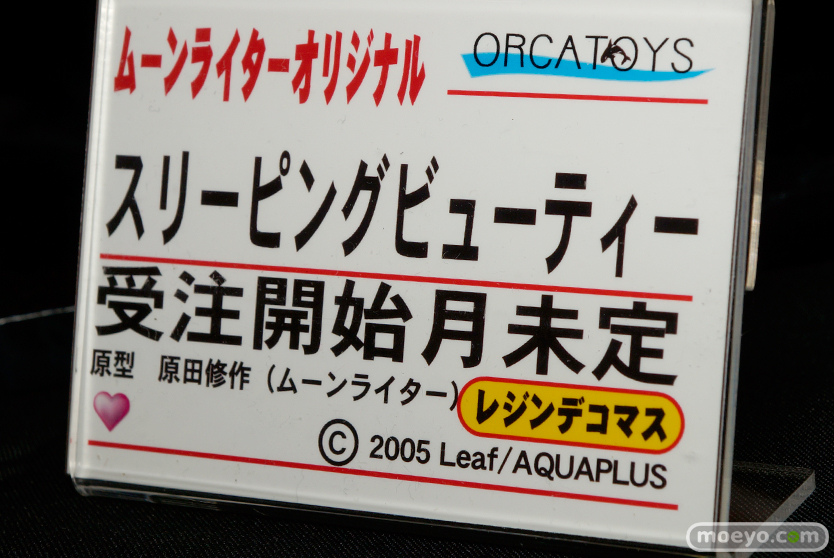 ムーンライターオリジナル
ORCATOYS
スリーピングビューティー
受注開始月未定
原型 原田修作（ムーンライター）
レジンデコマス
© 2005 Leaf/AQUAPLUS
moeyo.com